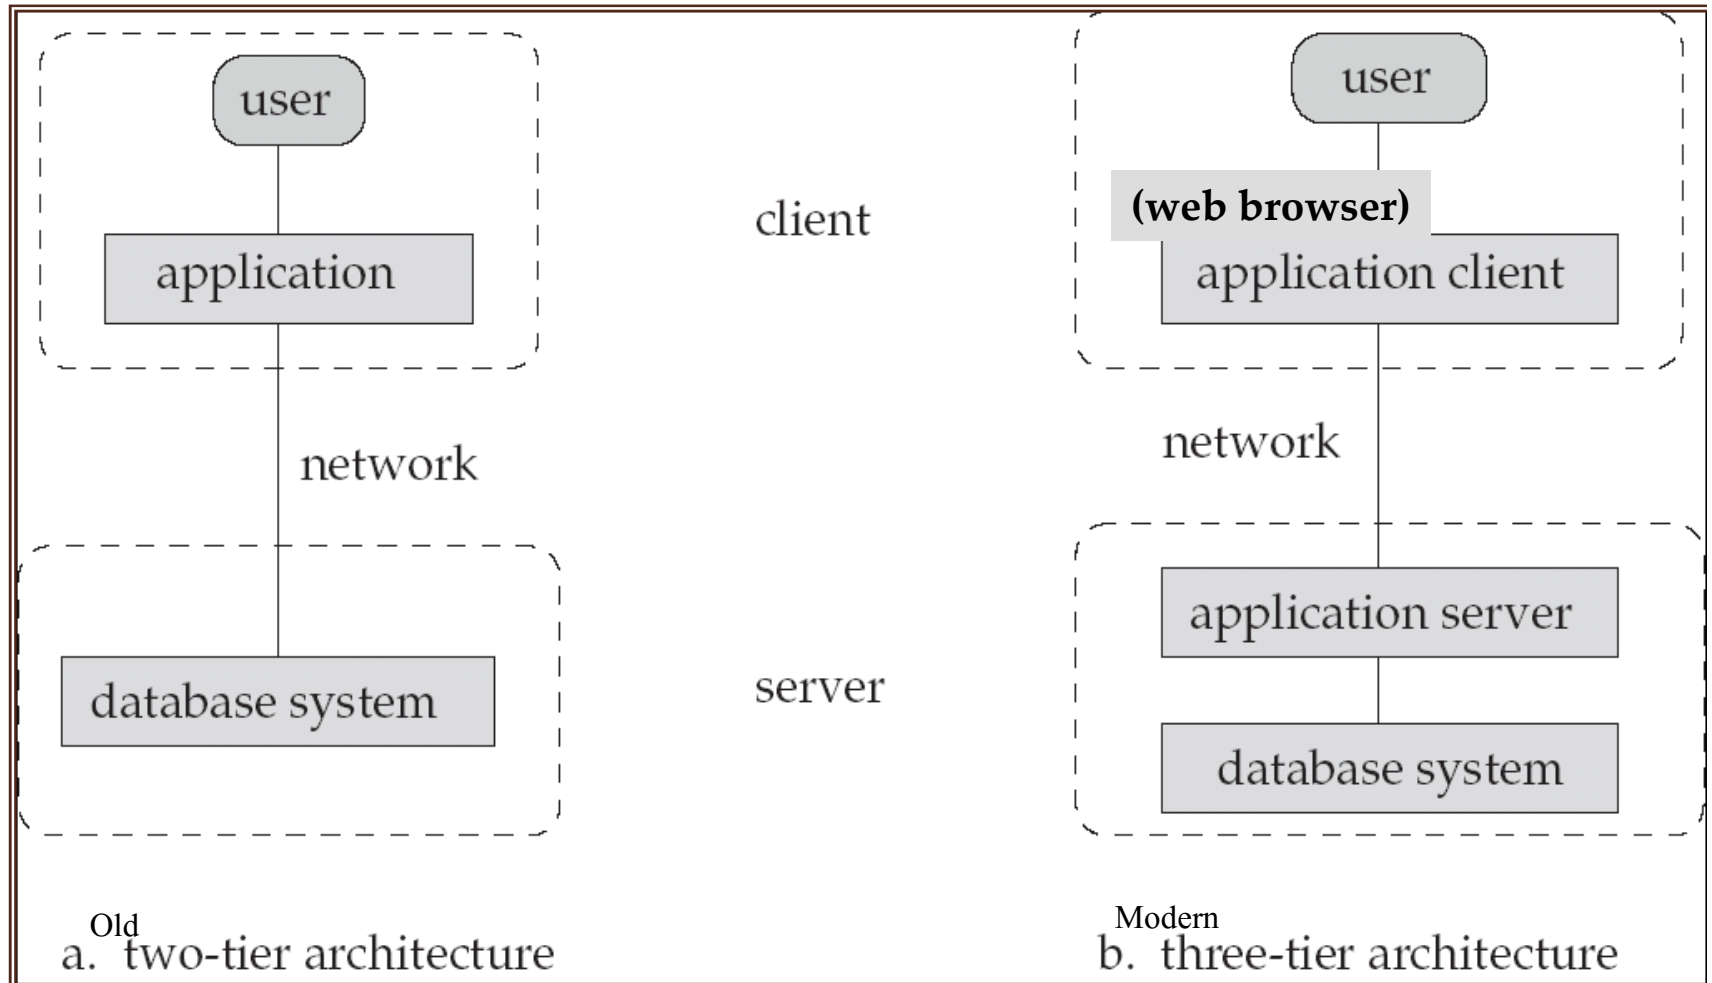 user
application
network
database system
client
server
user
(web browser)
application client
network
application server
database system
Old
a. two-tier architecture
Modern
b. three-tier architecture